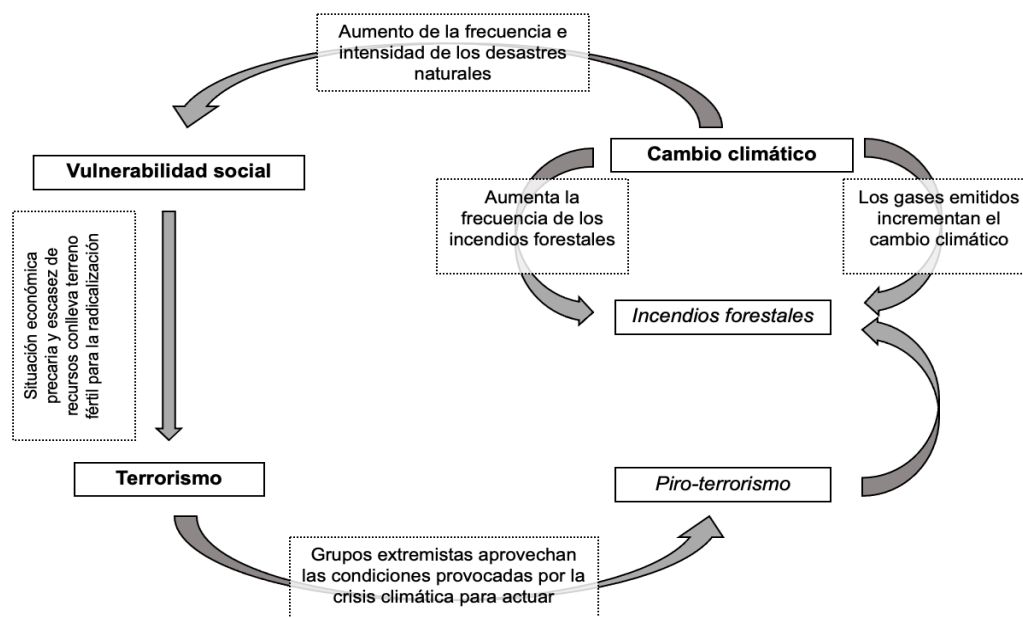 Aumento de la frecuencia e
intensidad de los desastres
naturales
Vulnerabilidad social
Cambio climático
Aumenta la
frecuencia de los
incendios forestales
Los gases emitidos
incrementan el
cambio climático
Situación económica
precaria y escasez de
recursos conlleva terreno
fértil para la radicalización
Incendios forestales
Terrorismo
Piro-terrorismo
Grupos extremistas aprovechan
las condiciones provocadas por la
crisis climática para actuar